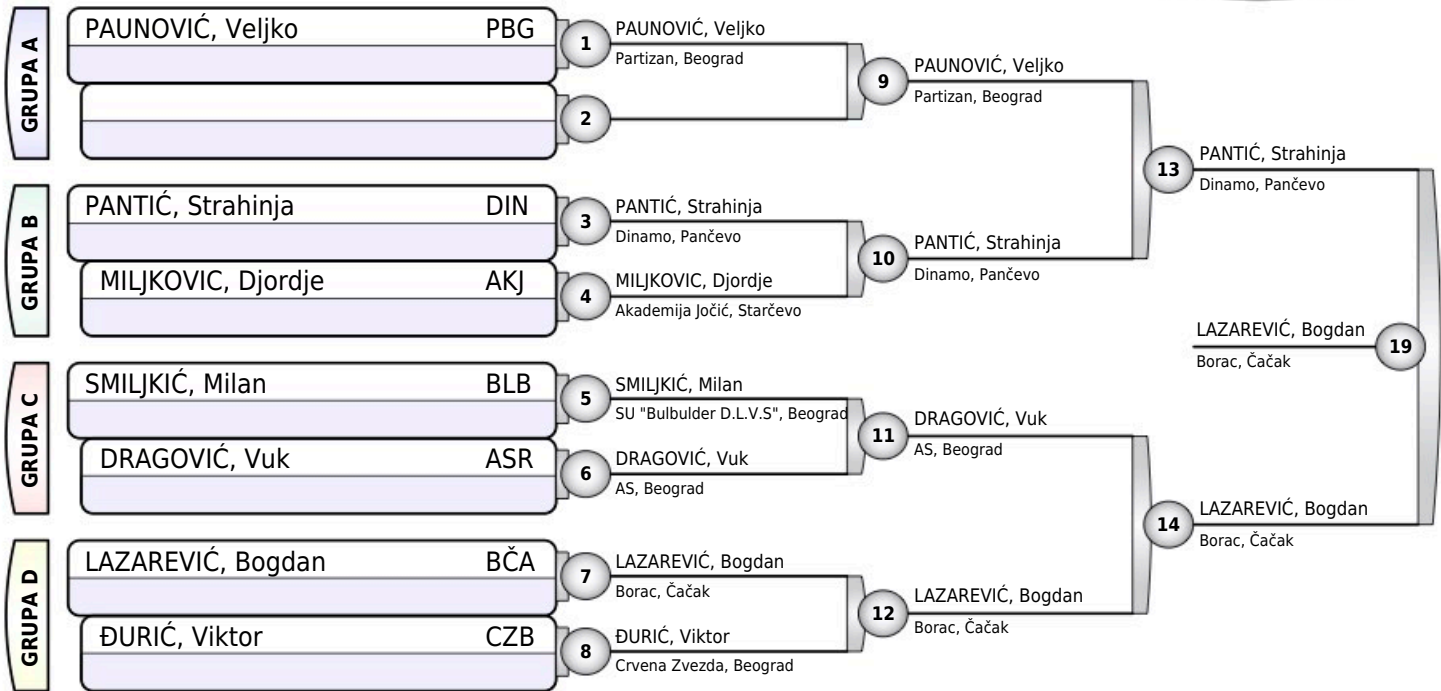 GRUPA A
PAUNOVIĆ, Veljko PBG
1
PAUNOVIĆ, Veljko
Partizan, Beograd
2
9
PAUNOVIĆ, Veljko
Partizan, Beograd
GRUPA B
PANTIĆ, Strahinja DIN
3
PANTIĆ, Strahinja
Dinamo, Pančevo
MILJKOVIC, Djordje AKJ
4
MILJKOVIC, Djordje
Akademija Jočić, Starčevo
10
PANTIĆ, Strahinja
Dinamo, Pančevo
13
PANTIĆ, Strahinja
Dinamo, Pančevo
GRUPA C
SMILJKIĆ, Milan BLB
5
SMILJKIĆ, Milan
SU "Bulbulder D.L.V.S", Beograd
DRAGOVIĆ, Vuk ASR
6
DRAGOVIĆ, Vuk
AS, Beograd
11
DRAGOVIĆ, Vuk
AS, Beograd
GRUPA D
LAZAREVIĆ, Bogdan BČA
7
LAZAREVIĆ, Bogdan
Borac, Čačak
ĐURIĆ, Viktor CZB
8
ĐURIĆ, Viktor
Crvena Zvezda, Beograd
12
LAZAREVIĆ, Bogdan
Borac, Čačak
14
LAZAREVIĆ, Bogdan
Borac, Čačak
LAZAREVIĆ, Bogdan
Borac, Čačak
19